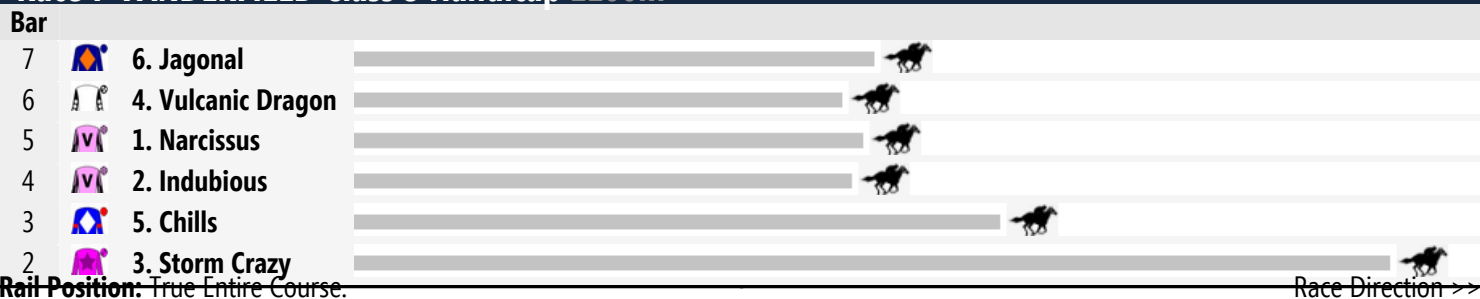 Bar
7 6. Jagonal
6 4. Vulcanic Dragon
5 V 1. Narcissus
4 V 2. Indubious
3 5. Chills
2 3. Storm Crazy
Rail Position: True Entire Course. Race Direction >>